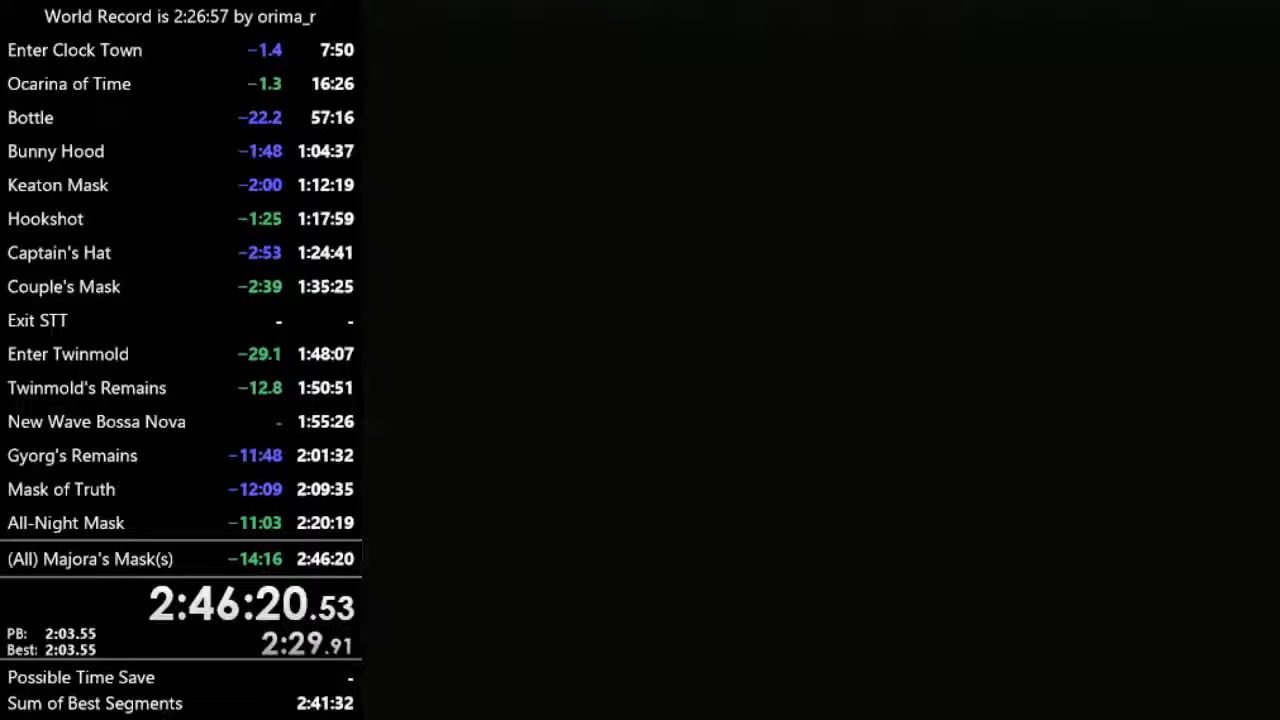 World Record is 2:26:57 by orima_r
Enter Clock Town −1.4 7:50
Ocarina of Time −1.3 16:26
Bottle −22.2 57:16
Bunny Hood −1:48 1:04:37
Keaton Mask −2:00 1:12:19
Hookshot −1:25 1:17:59
Captain's Hat −2:53 1:24:41
Couple's Mask −2:39 1:35:25
Exit STT - -
Enter Twinmold −29.1 1:48:07
Twinmold's Remains −12.8 1:50:51
New Wave Bossa Nova - 1:55:26
Gyorg's Remains −11:48 2:01:32
Mask of Truth −12:09 2:09:35
All-Night Mask −11:03 2:20:19
(All) Majora's Mask(s) −14:16 2:46:20
2:46:20.53
PB: 2:03.55 2:29.91
Best: 2:03.55
Possible Time Save -
Sum of Best Segments 2:41:32